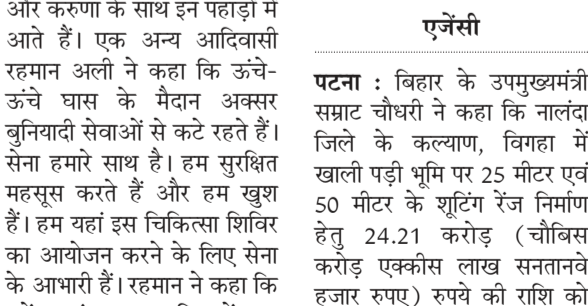 और करुणा के साथ इन पहाड़ों में
आते हैं। एक अन्य आदिवासी
रहमान अली ने कहा कि ऊंचे-
ऊंचे घास के मैदान अक्सर
बुनियादी सेवाओं से कटे रहते हैं।
सेना हमारे साथ है। हम सुरक्षित
महसूस करते हैं और हम खुश
हैं। हम यहां इस चिकित्सा शिविर
का आयोजन करने के लिए सेना
के आभारी हैं। रहमान ने कहा कि
एजेंसी
पटना : बिहार के उपमुख्यमंत्री
सम्राट चौधरी ने कहा कि नालंदा
जिले के कल्याण, विगहा में
खाली पड़ी भूमि पर 25 मीटर एवं
50 मीटर के शूटिंग रेंज निर्माण
हेतु 24.21 करोड़ (चौबिस
करोड़ एक्कीस लाख सनतानवे
हजार रुपए) रुपये की राशि का